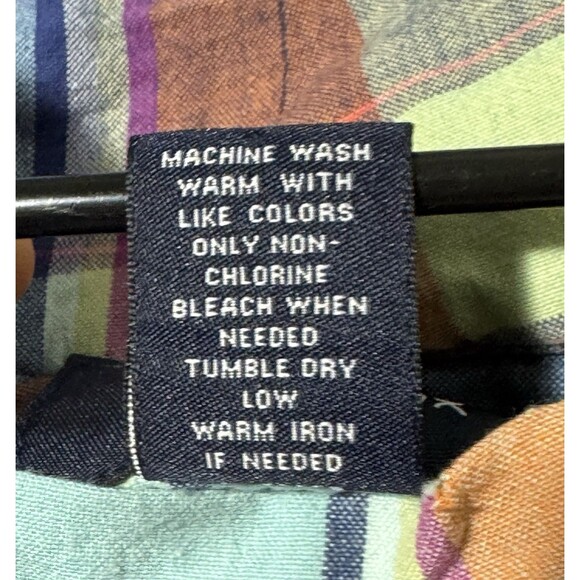 MACHINE WASH
WARM WITH
LIKE COLORS
ONLY NON-
CHLORINE
BLEACH WHEN
NEEDED
TUMBLE DRY
LOW
WARM IRON
IF NEEDED